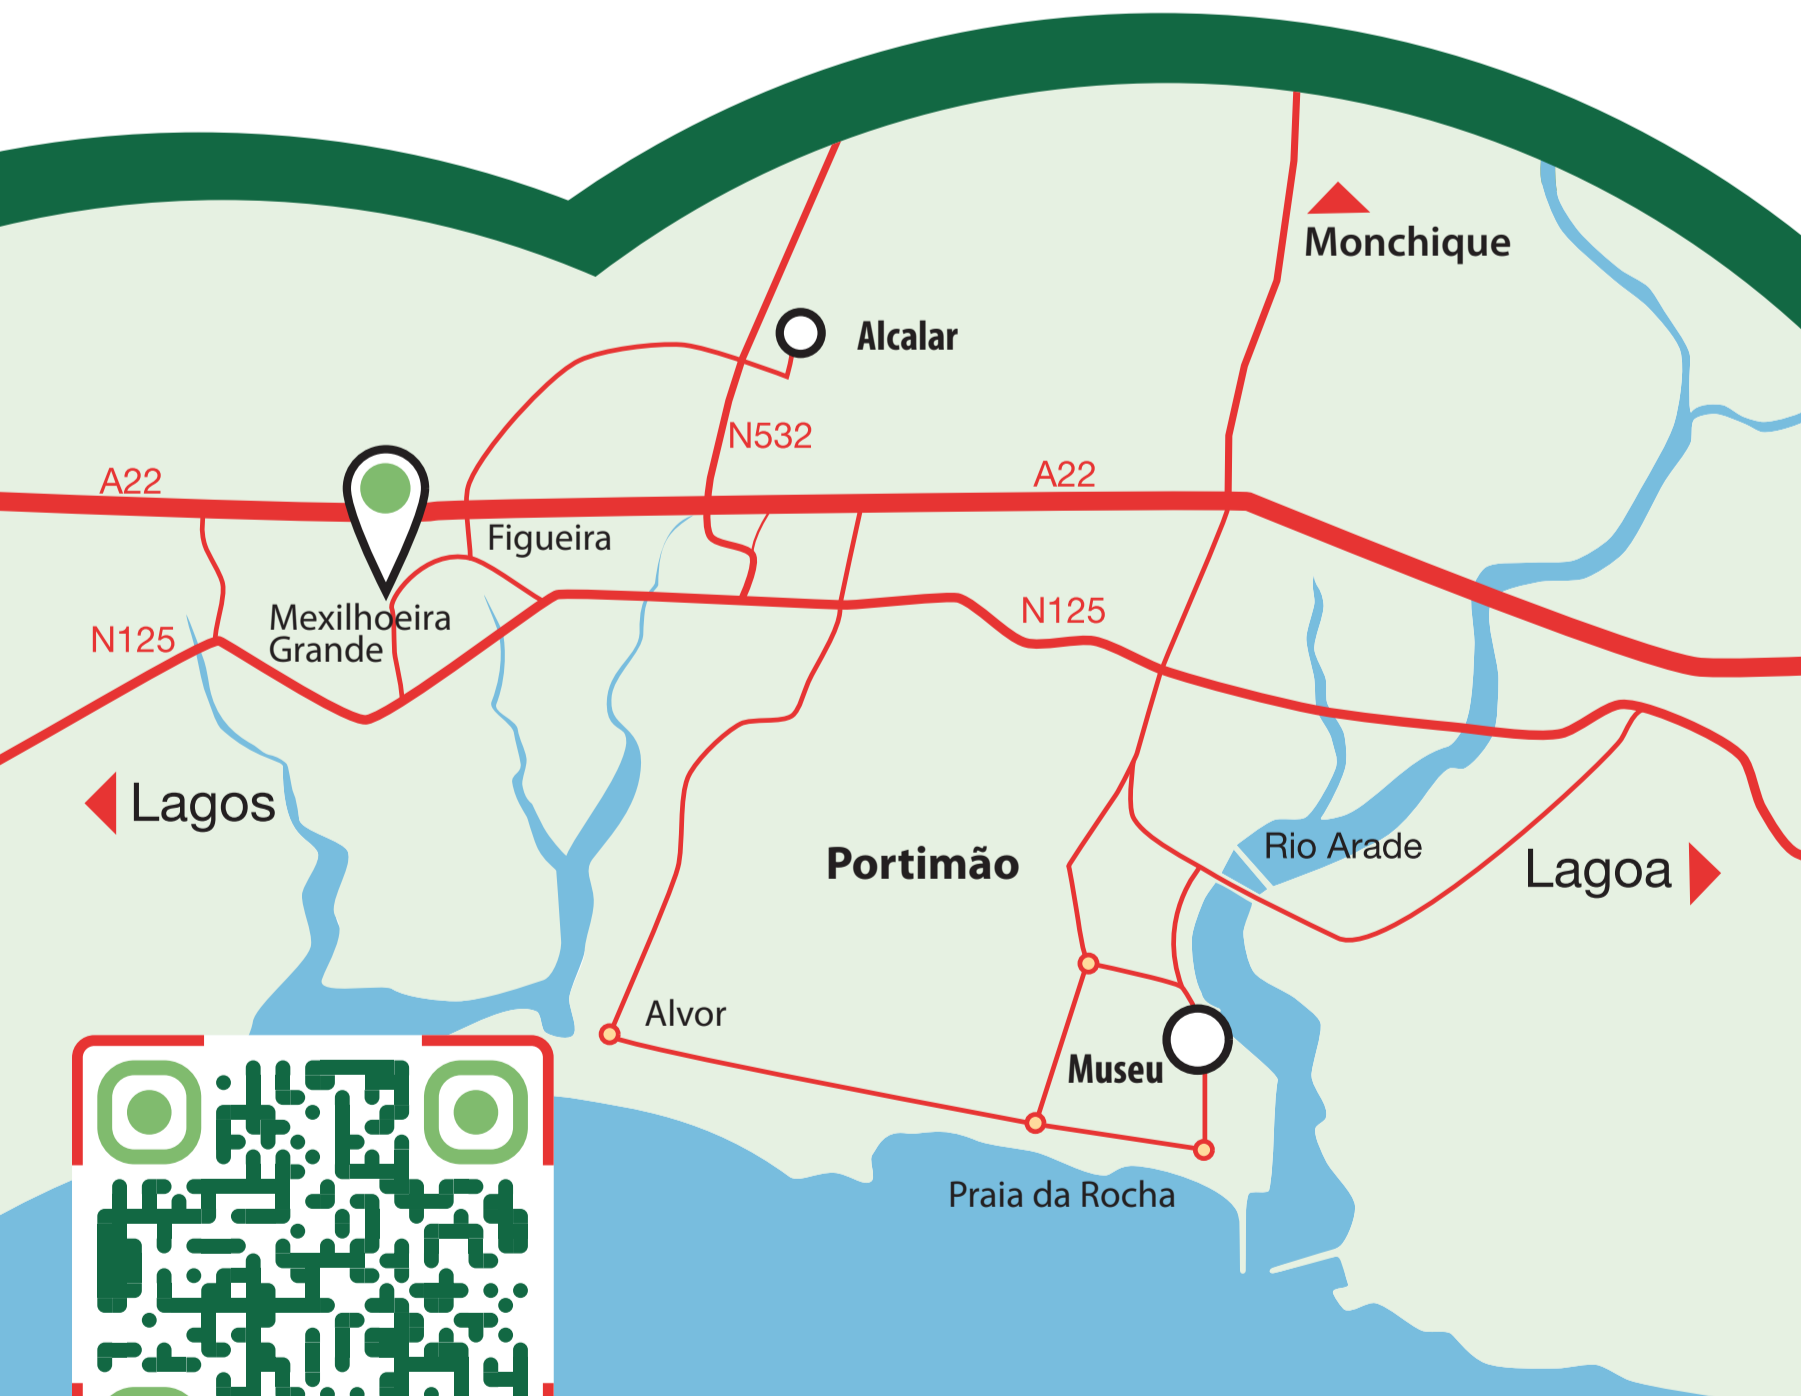 Monchique
Alcalar
N532
A22
A22
Figueira
Mexilhoeira
Grande
N125
N125
Lagos
Portimão
Rio Arade
Lagoa
Alvor
Museu
Praia da Rocha